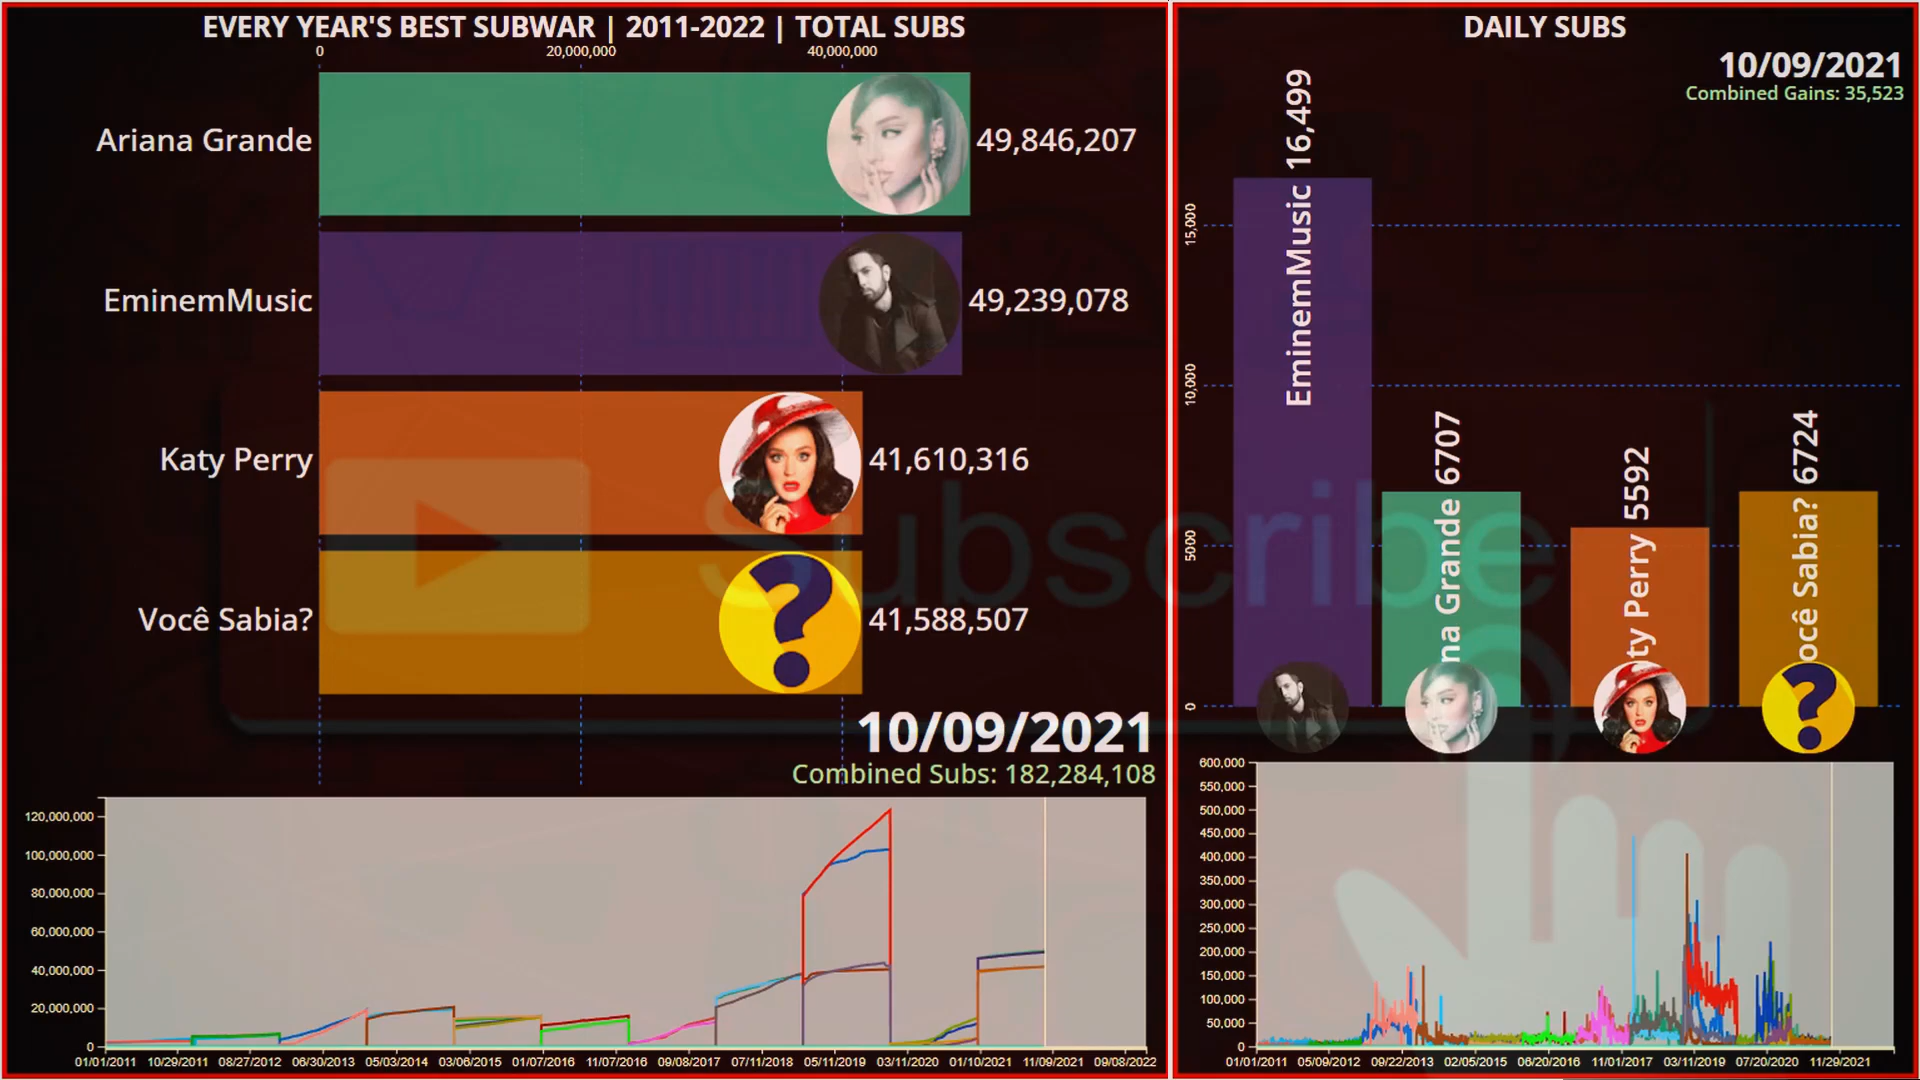 EVERY YEAR'S BEST SUBWAR | 2011-2022 | TOTAL SUBS
0 20,000,000 40,000,000
Ariana Grande 49,846,207
EminemMusic 49,239,078
Katy Perry 41,610,316
Você Sabia? 41,588,507
10/09/2021
Combined Subs: 182,284,108
120,000,000
100,000,000
80,000,000
60,000,000
40,000,000
20,000,000
0
01/01/2011 10/29/2011 08/27/2012 06/30/2013 05/03/2014 03/06/2015 01/07/2016 11/07/2016 09/08/2017 07/11/2018 05/11/2019 03/11/2020 01/10/2021 11/09/2021 09/08/2022
DAILY SUBS
10/09/2021
Combined Gains: 35,523
15,000
10,000
5000
0
EminemMusic 16,499
na Grande 6707
ty Perry 5592
ocê Sabia? 6724
Subscribe
600,000
550,000
500,000
450,000
400,000
350,000
300,000
250,000
200,000
150,000
100,000
50,000
0
01/01/2011 05/09/2012 09/22/2013 02/05/2015 06/20/2016 11/01/2017 03/11/2019 07/20/2020 11/29/2021